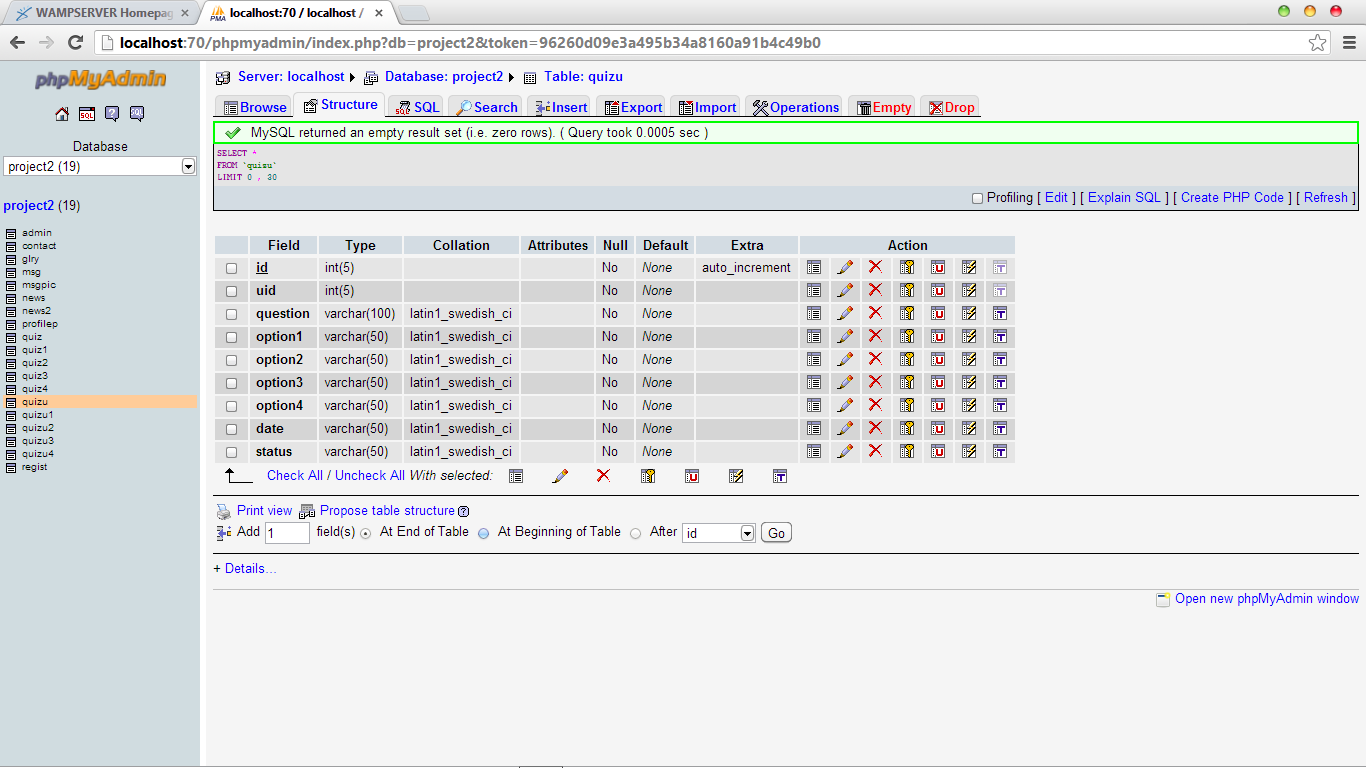 WAMPSERVER Homepag
localhost:70 / localhost /
localhost:70/phpmyadmin/index.php?db=project2&token=96260d09e3a495b34a8160a91b4c49b0
phpMyAdmin
SQL
Database
project2 (19)
project2 (19)
admin
contact
glry
msg
msgpic
news
news2
profilep
quiz
quiz1
quiz2
quiz3
quiz4
quizu
quizu1
quizu2
quizu3
quizu4
regist
Server: localhost Database: project2 Table: quizu
Browse Structure SQL Search Insert Export Import Operations Empty Drop
MySQL returned an empty result set (i.e. zero rows). ( Query took 0.0005 sec )
SELECT *
FROM `quizu`
LIMIT 0 , 30
Profiling [ Edit ] [ Explain SQL ] [ Create PHP Code ] [ Refresh ]
Field Type Collation Attributes Null Default Extra Action
id int(5) No None auto_increment
uid int(5) No None
question varchar(100) latin1_swedish_ci No None
option1 varchar(50) latin1_swedish_ci No None
option2 varchar(50) latin1_swedish_ci No None
option3 varchar(50) latin1_swedish_ci No None
option4 varchar(50) latin1_swedish_ci No None
date varchar(50) latin1_swedish_ci No None
status varchar(50) latin1_swedish_ci No None
Check All / Uncheck All With selected:
Print view Propose table structure
Add 1 field(s) At End of Table At Beginning of Table After id Go
+ Details...
Open new phpMyAdmin window